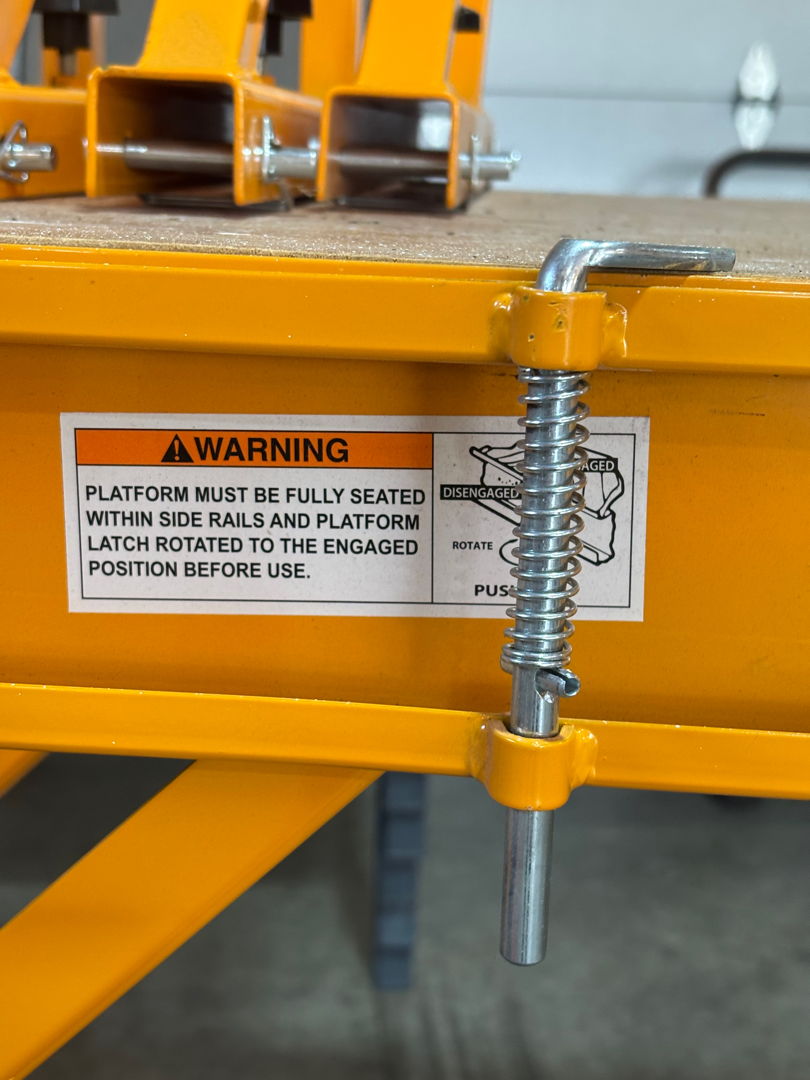 WARNING
PLATFORM MUST BE FULLY SEATED
WITHIN SIDE RAILS AND PLATFORM
LATCH ROTATED TO THE ENGAGED
POSITION BEFORE USE.
DISENGAGED
ROTATE